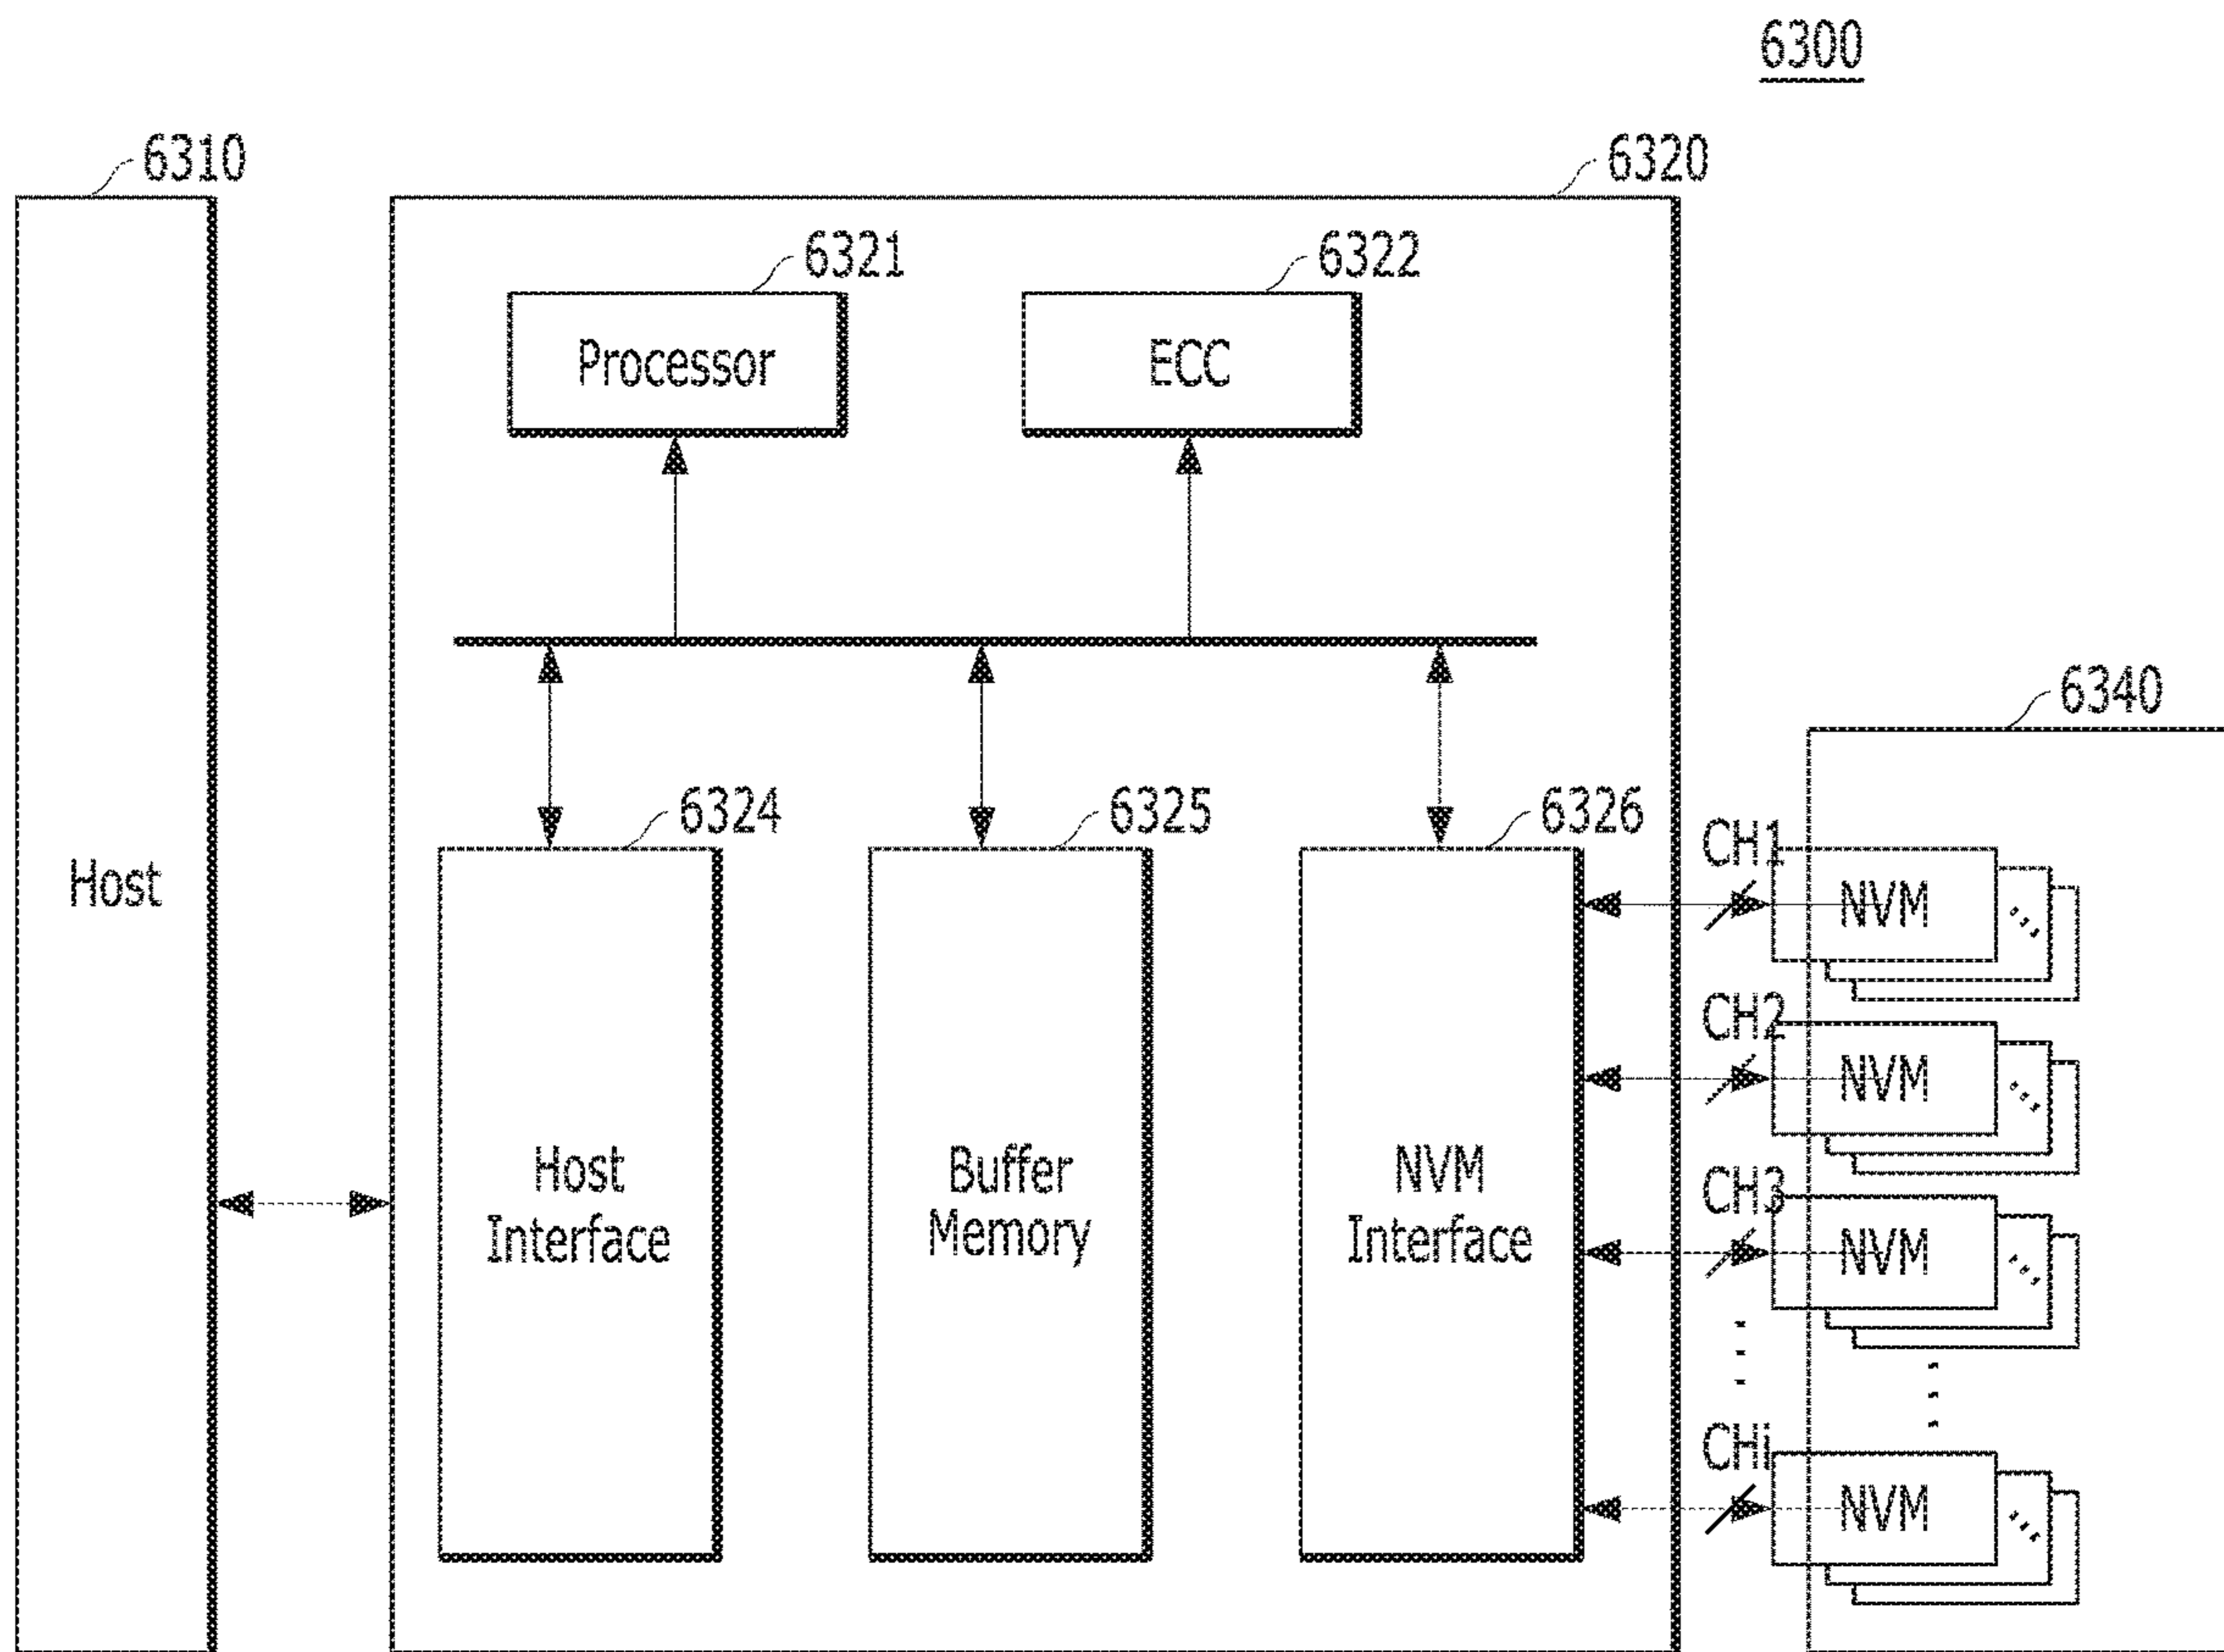 6300
6310
6320
6321
6322
Processor
ECC
6340
6324
6325
6326
CH1
Host
NVM
CH2
NVM
Host
Interface
Buffer
Memory
NVM
Interface
CH3
NVM
CHi
NVM